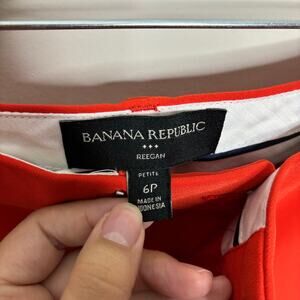 BANANA REPUBLIC
REEGAN
PETITE
6P
MADE IN
INDONESIA